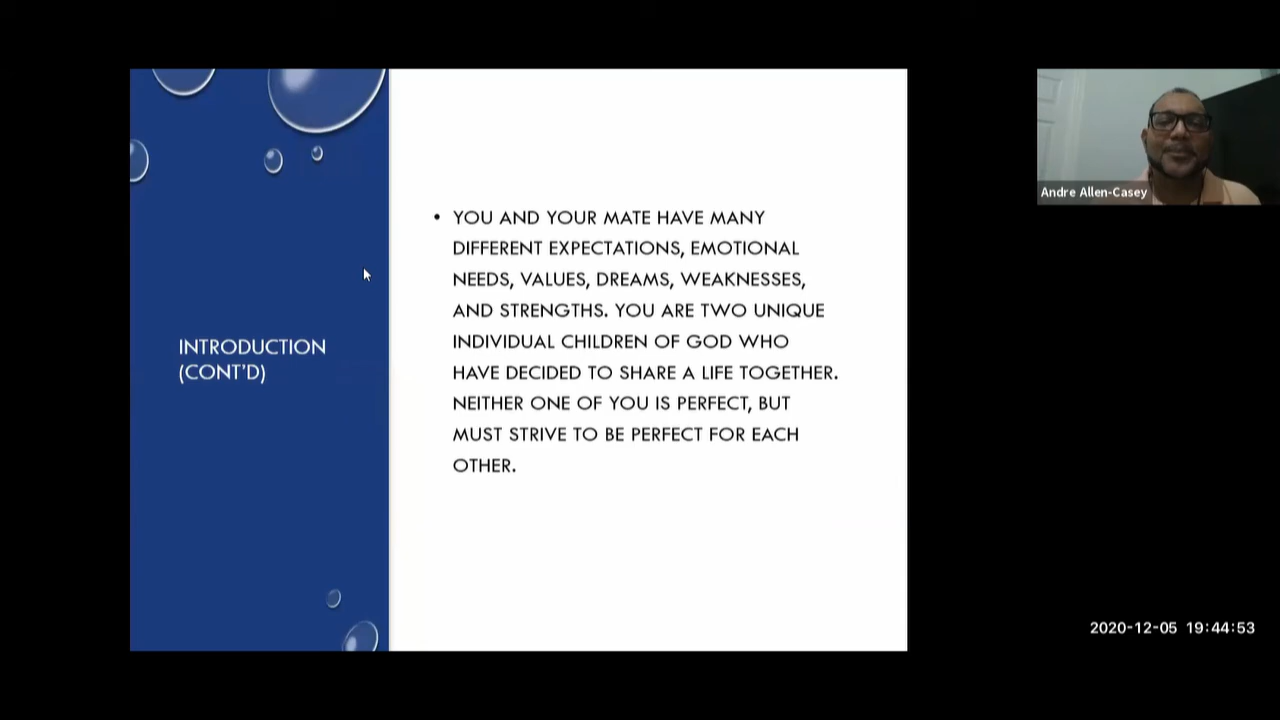 INTRODUCTION
(CONT'D)
• YOU AND YOUR MATE HAVE MANY
DIFFERENT EXPECTATIONS, EMOTIONAL
NEEDS, VALUES, DREAMS, WEAKNESSES,
AND STRENGTHS. YOU ARE TWO UNIQUE
INDIVIDUAL CHILDREN OF GOD WHO
HAVE DECIDED TO SHARE A LIFE TOGETHER.
NEITHER ONE OF YOU IS PERFECT, BUT
MUST STRIVE TO BE PERFECT FOR EACH
OTHER.
Andre Allen-Casey
2020-12-05 19:44:53